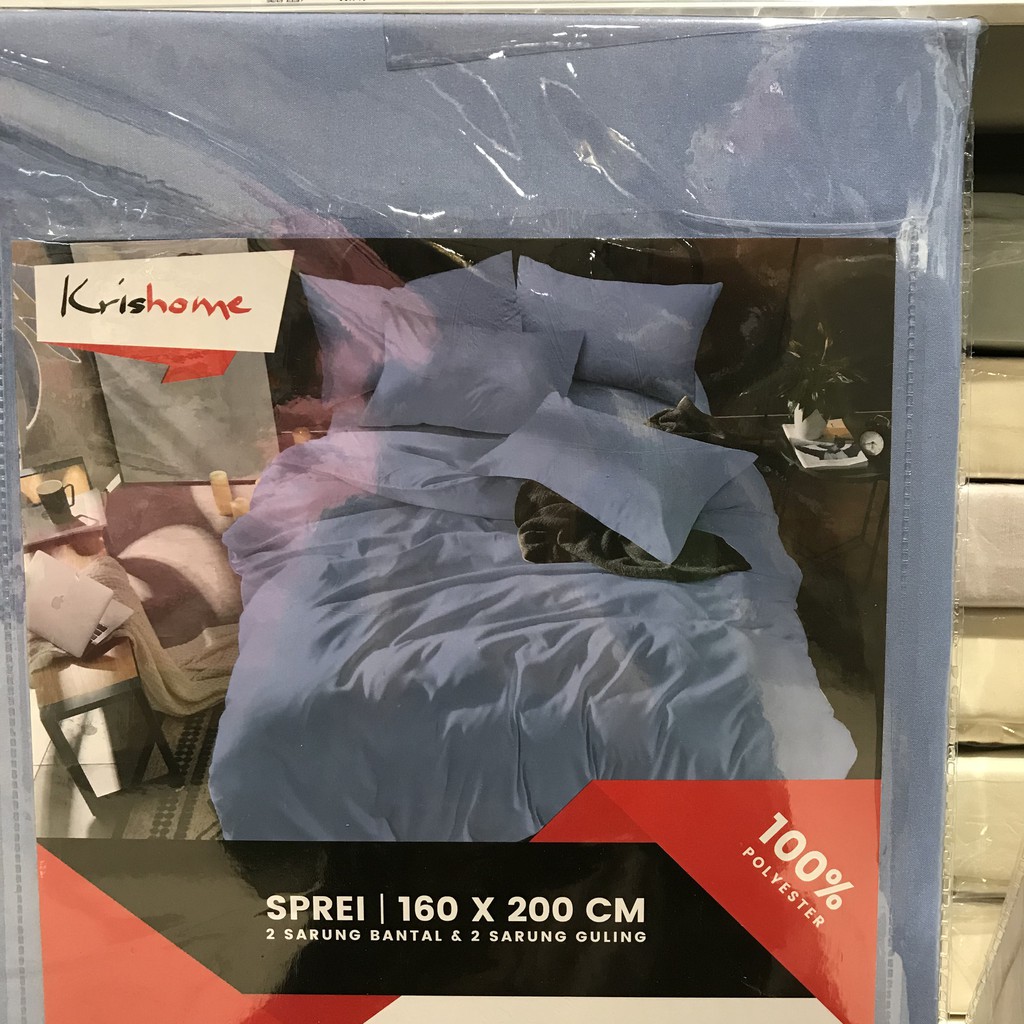 Krishome
SPREI | 160 X 200 CM
2 SARUNG BANTAL & 2 SARUNG GULING
100%
POLYESTER